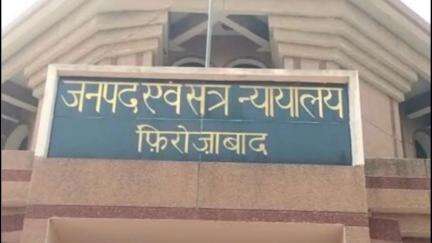 जनपद एवं सत्र न्यायालय
फ़िरोजाबाद